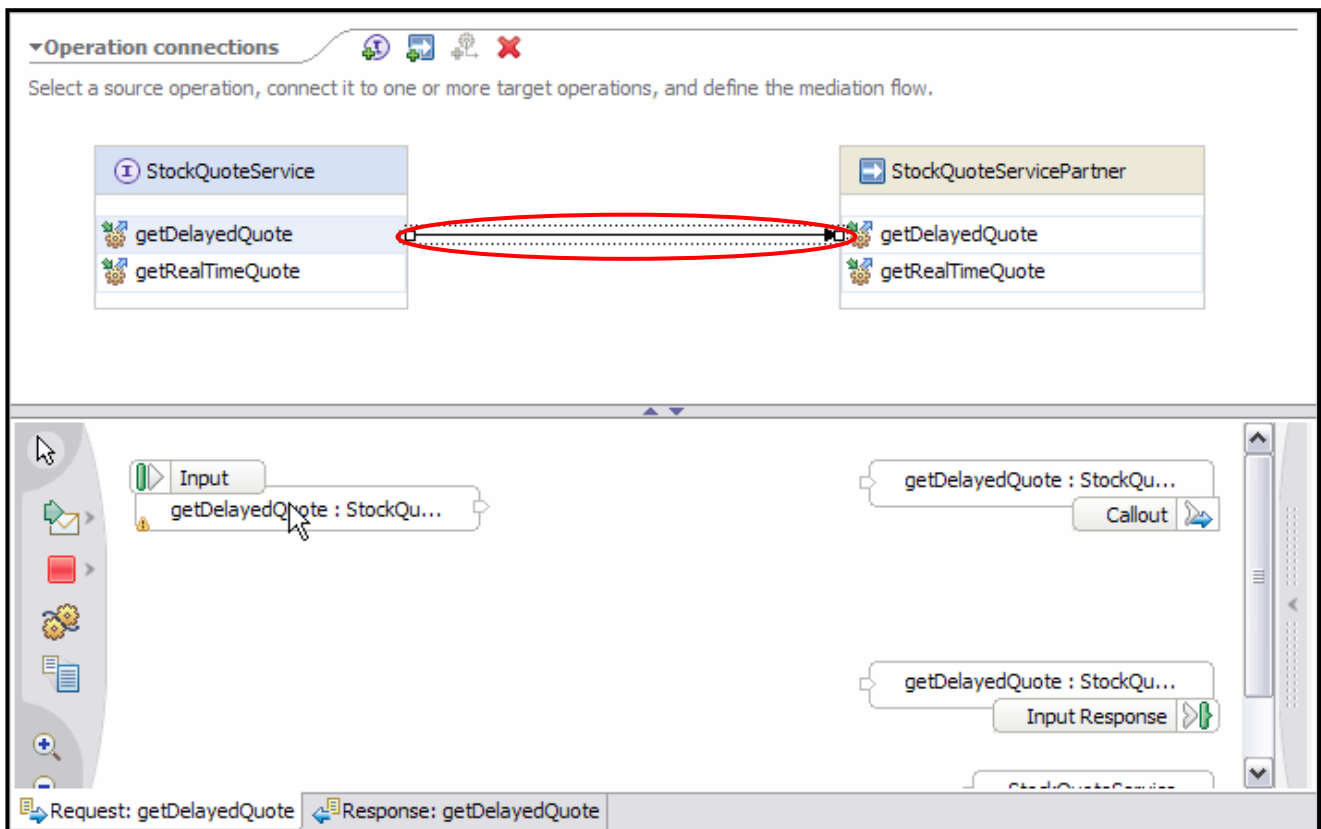 Operation connections
Select a source operation, connect it to one or more target operations, and define the mediation flow.
StockQuoteService
StockQuoteServicePartner
getDelayedQuote
getDelayedQuote
getRealTimeQuote
getRealTimeQuote
Input
getDelayedQuote : StockQu...
getDelayedQuote : StockQu...
Callout
getDelayedQuote : StockQu...
Input Response
StockQuoteService
Request: getDelayedQuote
Response: getDelayedQuote